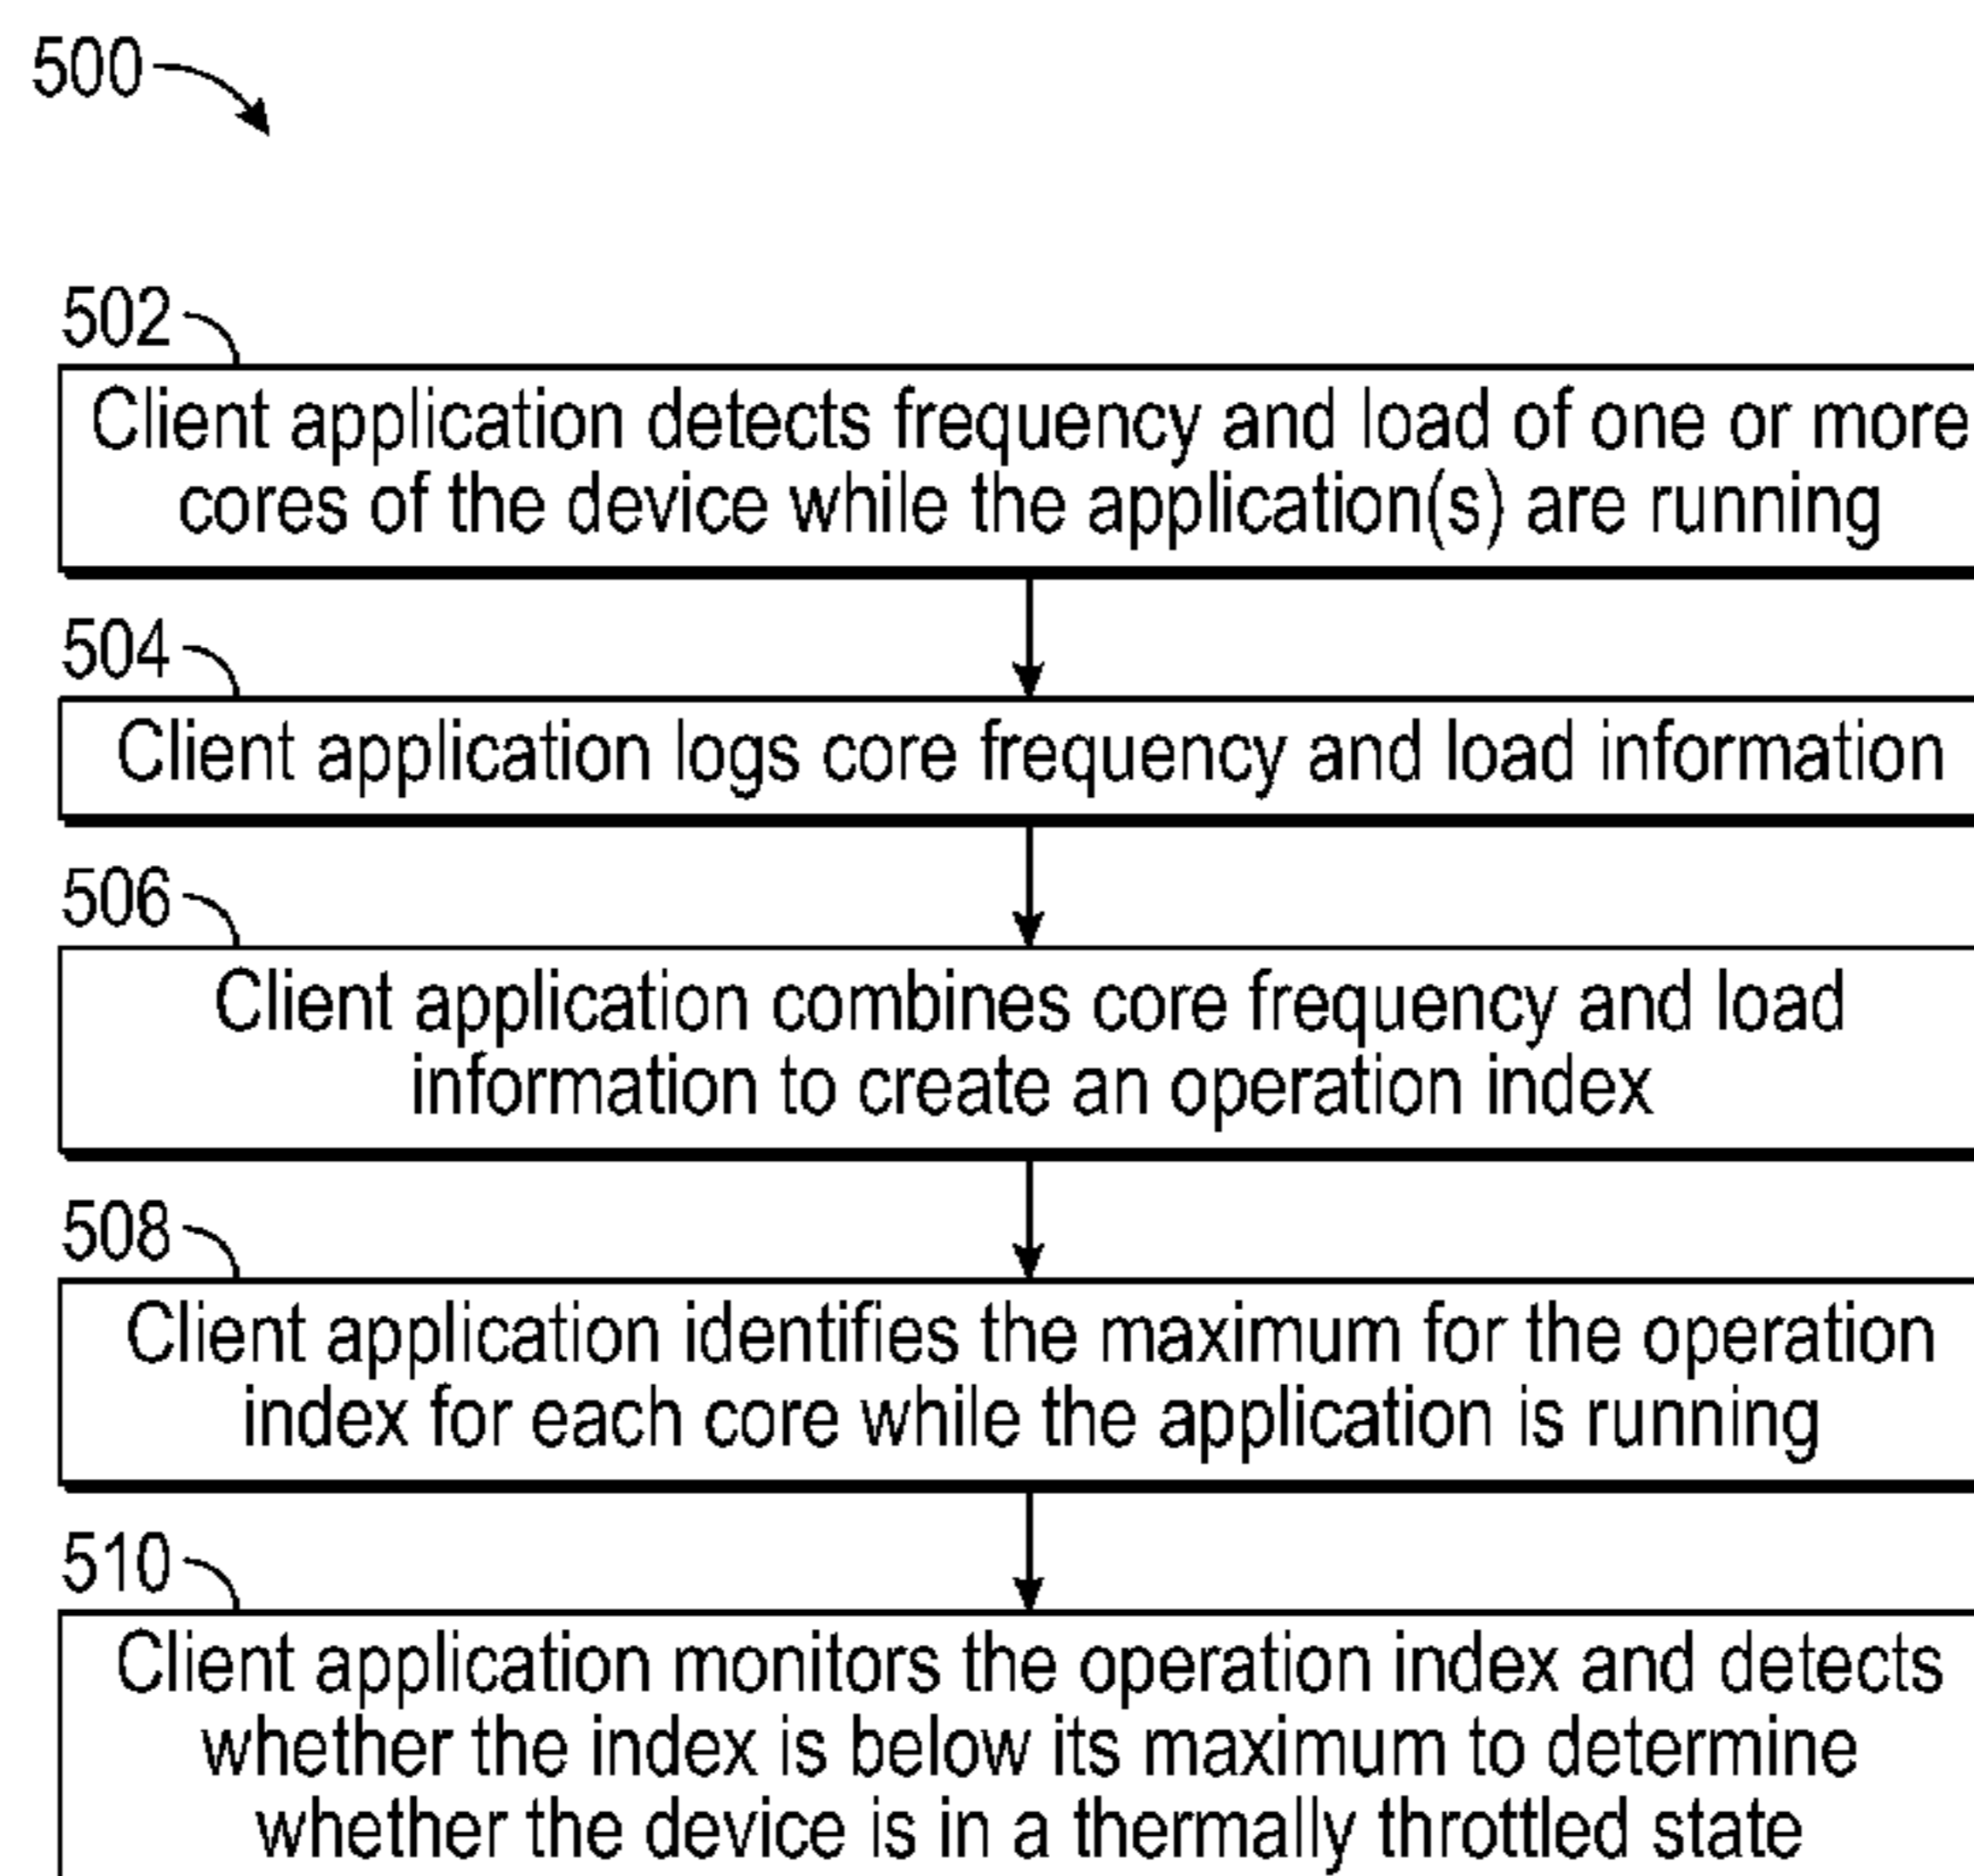 500
502
Client application detects frequency and load of one or more
cores of the device while the application(s) are running
504
Client application logs core frequency and load information
506
Client application combines core frequency and load
information to create an operation index
508
Client application identifies the maximum for the operation
index for each core while the application is running
510
Client application monitors the operation index and detects
whether the index is below its maximum to determine
whether the device is in a thermally throttled state